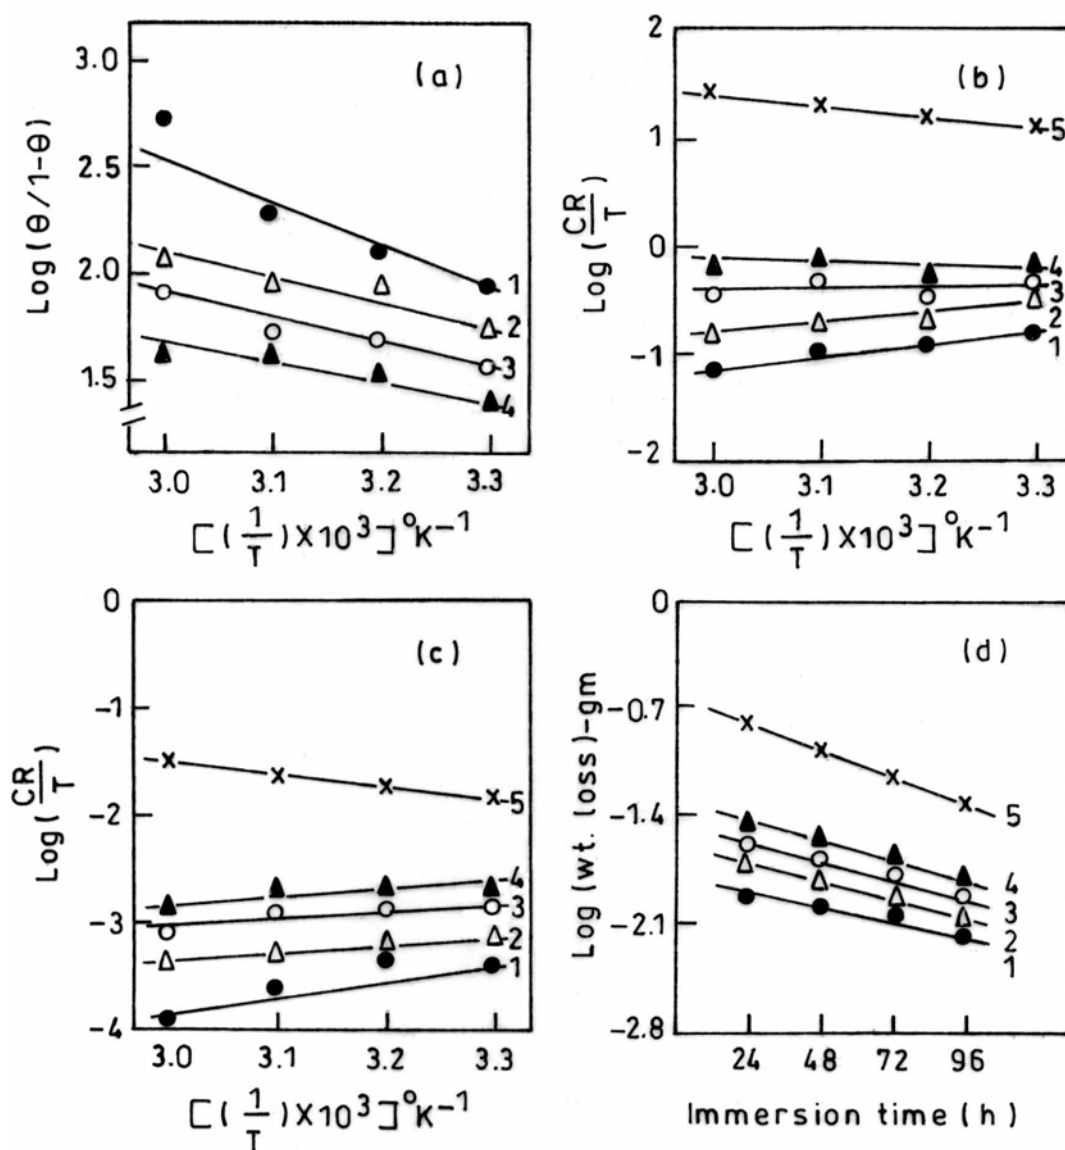 (a)
3.0
2.5
2.0
1.5
Log(θ/1-θ)
1
2
3
4
3.0 3.1 3.2 3.3
[(1/T)X10³]°K⁻¹
(b)
2
1
0
-1
-2
Log(CR/T)
5
4
3
2
1
3.0 3.1 3.2 3.3
[(1/T)X10³]°K⁻¹
(c)
0
-1
-2
-3
-4
Log(CR/T)
5
4
3
2
1
3.0 3.1 3.2 3.3
[(1/T)X10³]°K⁻¹
(d)
0
-0.7
-1.4
-2.1
-2.8
Log (wt. loss)-gm
5
4
3
2
1
24 48 72 96
Immersion time (h)